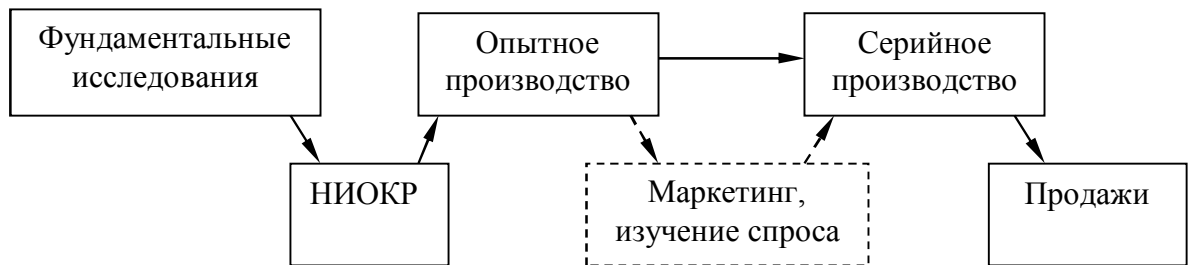 Фундаментальные
исследования
Опытное
производство
Серийное
производство
НИОКР
Маркетинг,
изучение спроса
Продажи